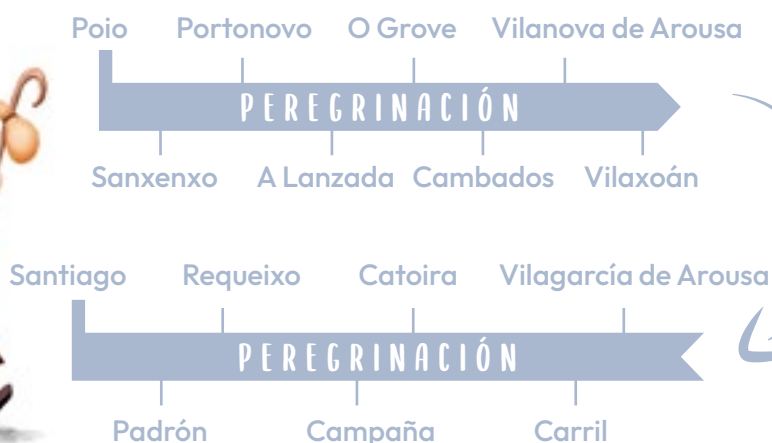 Poio Portonovo O Grove Vilanova de Arousa
PEREGRINACIÓN
Sanxenxo A Lanzada Cambados Vilaxoán
Santiago Requeixo Catoira Vilagarcía de Arousa
PEREGRINACIÓN
Padrón Campaña Carril